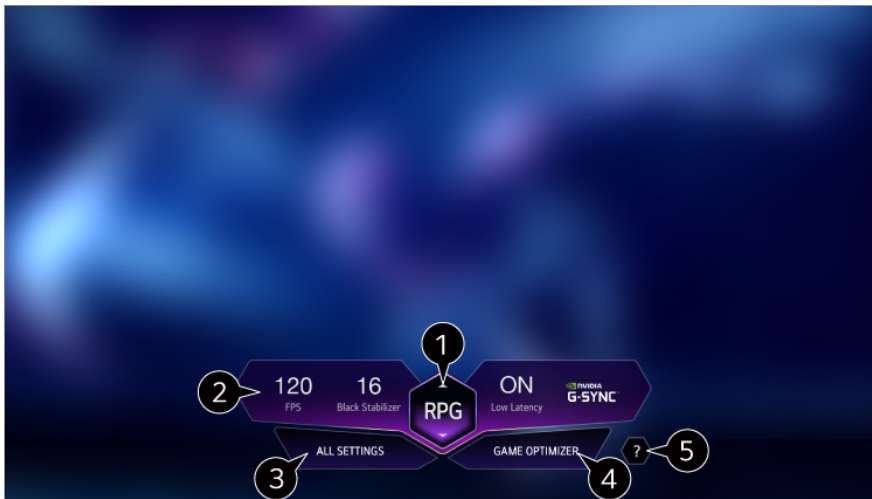 1
2
120
FPS
16
Black Stabilizer
RPG
ON
Low Latency
NVIDIA
G-SYNC
3
ALL SETTINGS
GAME OPTIMIZER
4
?
5